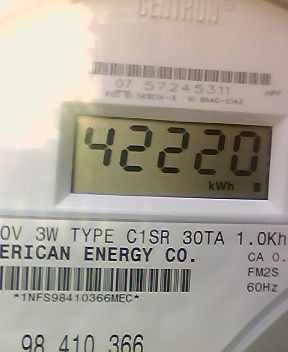 CENTRON
07 57245311
42220
kWh
0V 3W TYPE C1SR 30TA 1.0Kh
ERICAN ENERGY CO.
CA 0.
FM2S
*1NFS98410366MEC*
60Hz
98 410 366